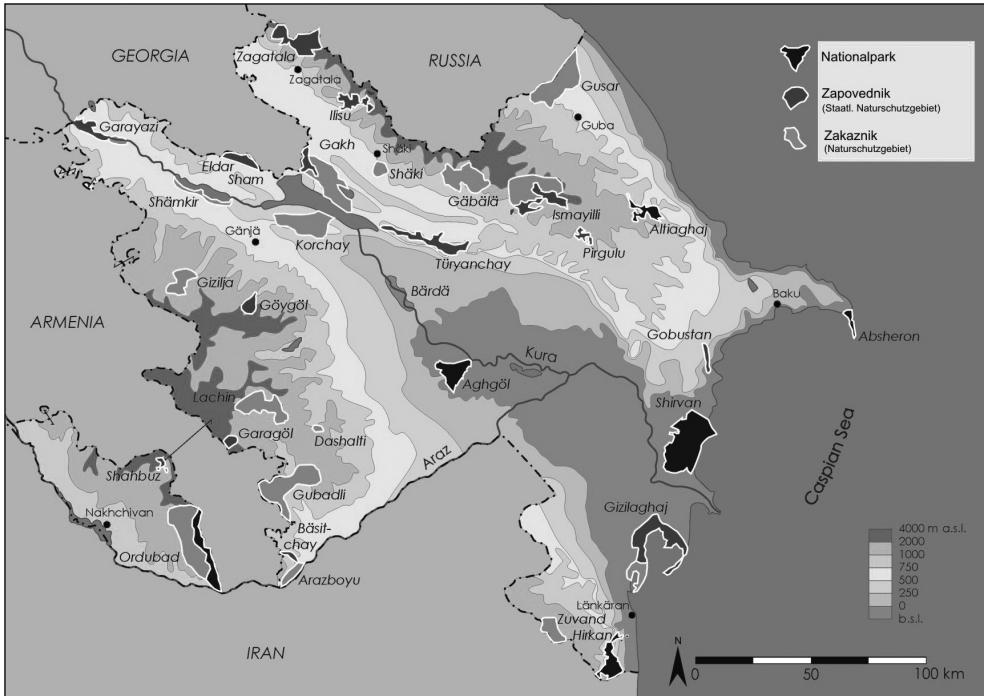 GEORGIA
RUSSIA
Zagatala
Zagatala
Ilisu
Gusar
Guba
Garayazi
Eldar
Sham
Gakh
Shäki
Shäki
Shämkir
Gäbälä
Ismayilli
Altiaghaj
Gänjä
Korchay
Türyanchay
Pirgulu
Gizilja
Göygöl
Bärdä
Baku
ARMENIA
Gobustan
Absheron
Kura
Aghgöl
Lachin
Shirvan
Garagöl
Dashalti
Araz
Shahbuz
Gubadli
Gizilaghaj
Nakhchivan
Ordubad
Bäsit-
chay
Arazboyu
Länkäran
Zuvand
Hirkan
IRAN
Caspian Sea
Nationalpark
Zapovednik
(Staatl. Naturschutzgebiet)
Zakaznik
(Naturschutzgebiet)
4000 m a.s.l.
2000
1000
750
500
250
0
b.s.l.
N
0
50
100 km